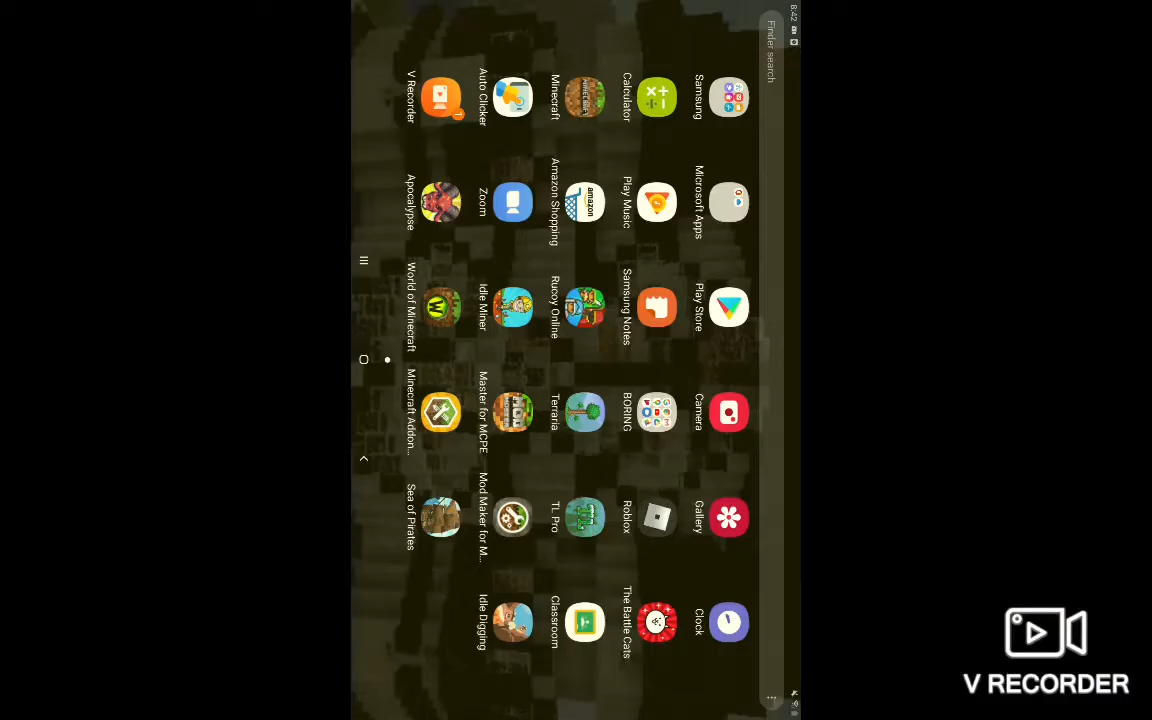 8:42
Finder search
Samsung
Microsoft Apps
Play Store
Camera
Gallery
Clock
Calculator
Play Music
Samsung Notes
BORING
Roblox
The Battle Cats
Minecraft
Amazon Shopping
Rucoy Online
Terraria
TL Pro
Classroom
Auto Clicker
Zoom
Idle Miner
Master for MCPE
Mod Maker for M...
Idle Digging
V Recorder
Apocalypse
World of Minecraft
Minecraft Addon...
Sea of Pirates
V RECORDER